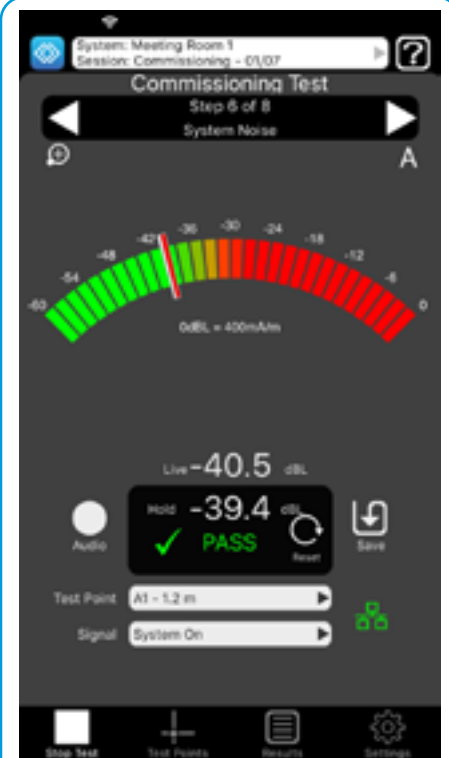 System: Meeting Room 1
Session: Commissioning - 01/07
?
Commissioning Test
Step 6 of 8
System Noise
A
-60
-54
-48
-42
-36
-30
-24
-18
-12
-6
0
0dBL = 400mA/m
Live -40.5 dBL
Hold -39.4 dBL
PASS
Reset
Audio
Save
Test Point A1 - 1.2 m
Signal System On
Stop Test Test Points Results Settings